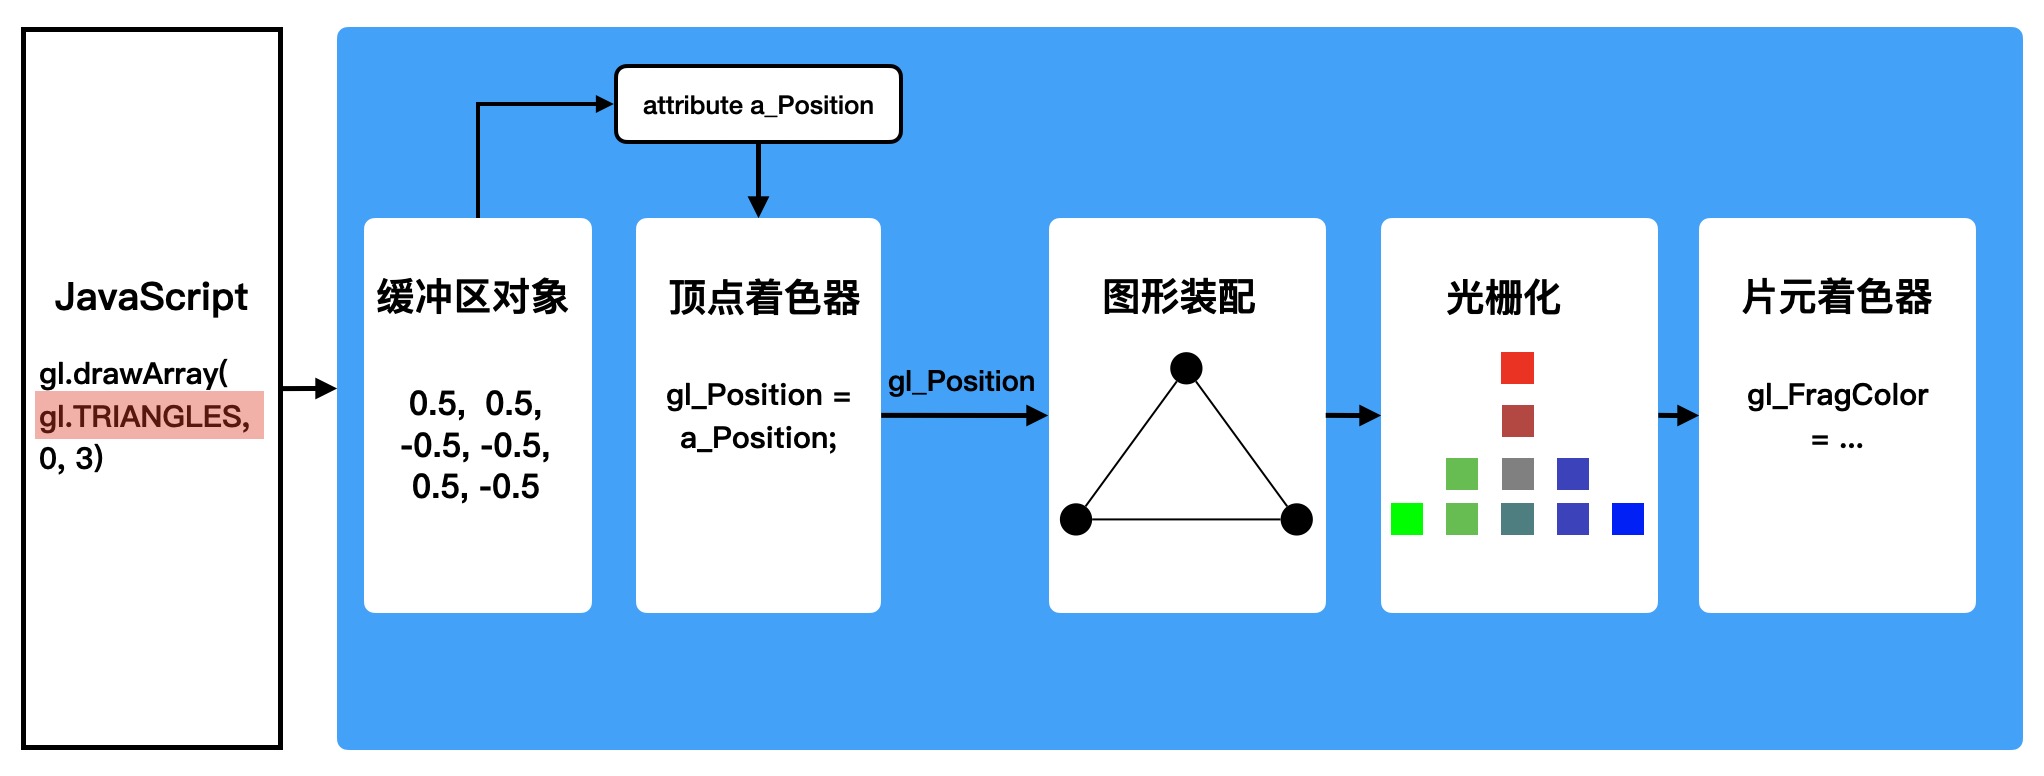 JavaScript
gl.drawArray(
gl.TRIANGLES,
0, 3)
attribute a_Position
缓冲区对象
0.5, 0.5,
-0.5, -0.5,
0.5, -0.5
顶点着色器
gl_Position =
a_Position;
gl_Position
图形装配
光栅化
片元着色器
gl_FragColor
= ...